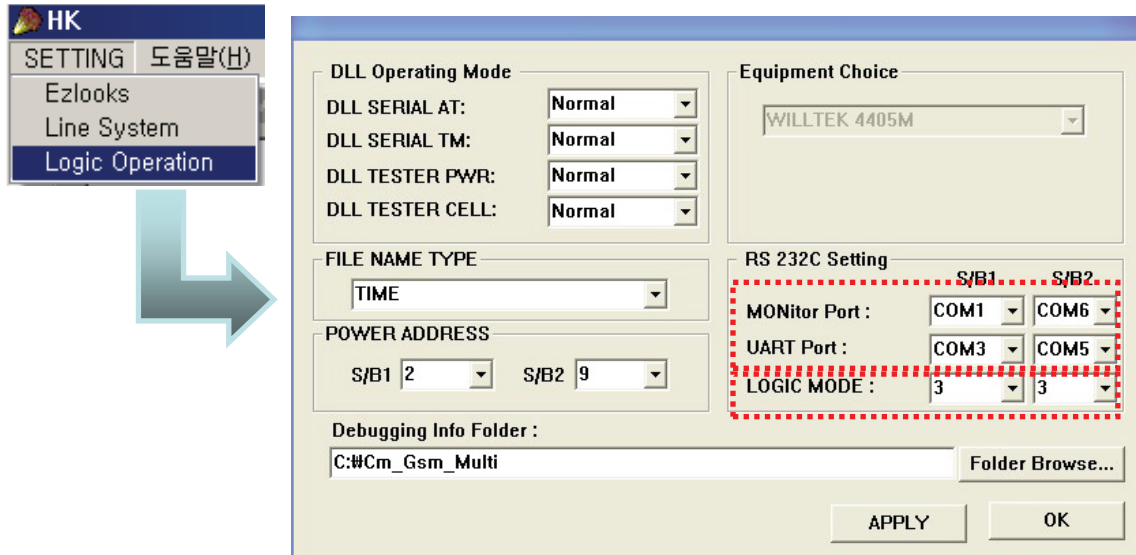 HK
SETTING 도움말(H)
Ezlooks
Line System
Logic Operation
DLL Operating Mode
DLL SERIAL AT: Normal
DLL SERIAL TM: Normal
DLL TESTER PWR: Normal
DLL TESTER CELL: Normal
Equipment Choice
WILLTEK 4405M
FILE NAME TYPE
TIME
POWER ADDRESS
S/B1 2 S/B2 9
RS 232C Setting
S/B1 S/B2
MONitor Port : COM1 COM6
UART Port : COM3 COM5
LOGIC MODE : 3 3
Debugging Info Folder :
C:₩Cm_Gsm_Multi Folder Browse...
APPLY OK